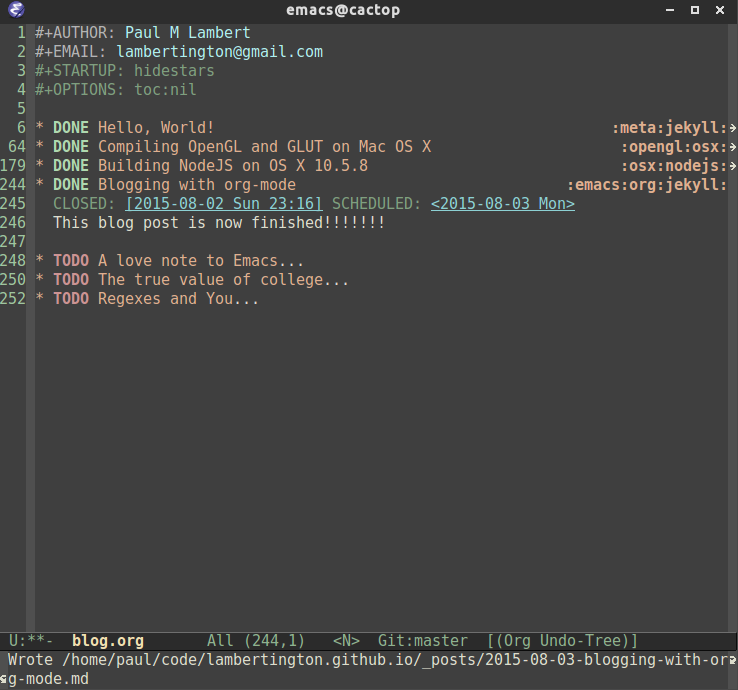 emacs@cactop
1 #+AUTHOR: Paul M Lambert
2 #+EMAIL: lambertington@gmail.com
3 #+STARTUP: hidestars
4 #+OPTIONS: toc:nil
5
6 * DONE Hello, World! :meta:jekyll:
64 * DONE Compiling OpenGL and GLUT on Mac OS X :opengl:osx:
179 * DONE Building NodeJS on OS X 10.5.8 :osx:nodejs:
244 * DONE Blogging with org-mode :emacs:org:jekyll:
245 CLOSED: [2015-08-02 Sun 23:16] SCHEDULED: <2015-08-03 Mon>
246 This blog post is now finished!!!!!!!
247
248 * TODO A love note to Emacs...
250 * TODO The true value of college...
252 * TODO Regexes and You...
U:**- blog.org All (244,1) <N> Git:master [(Org Undo-Tree)]
Wrote /home/paul/code/lambertington.github.io/_posts/2015-08-03-blogging-with-or
g-mode.md